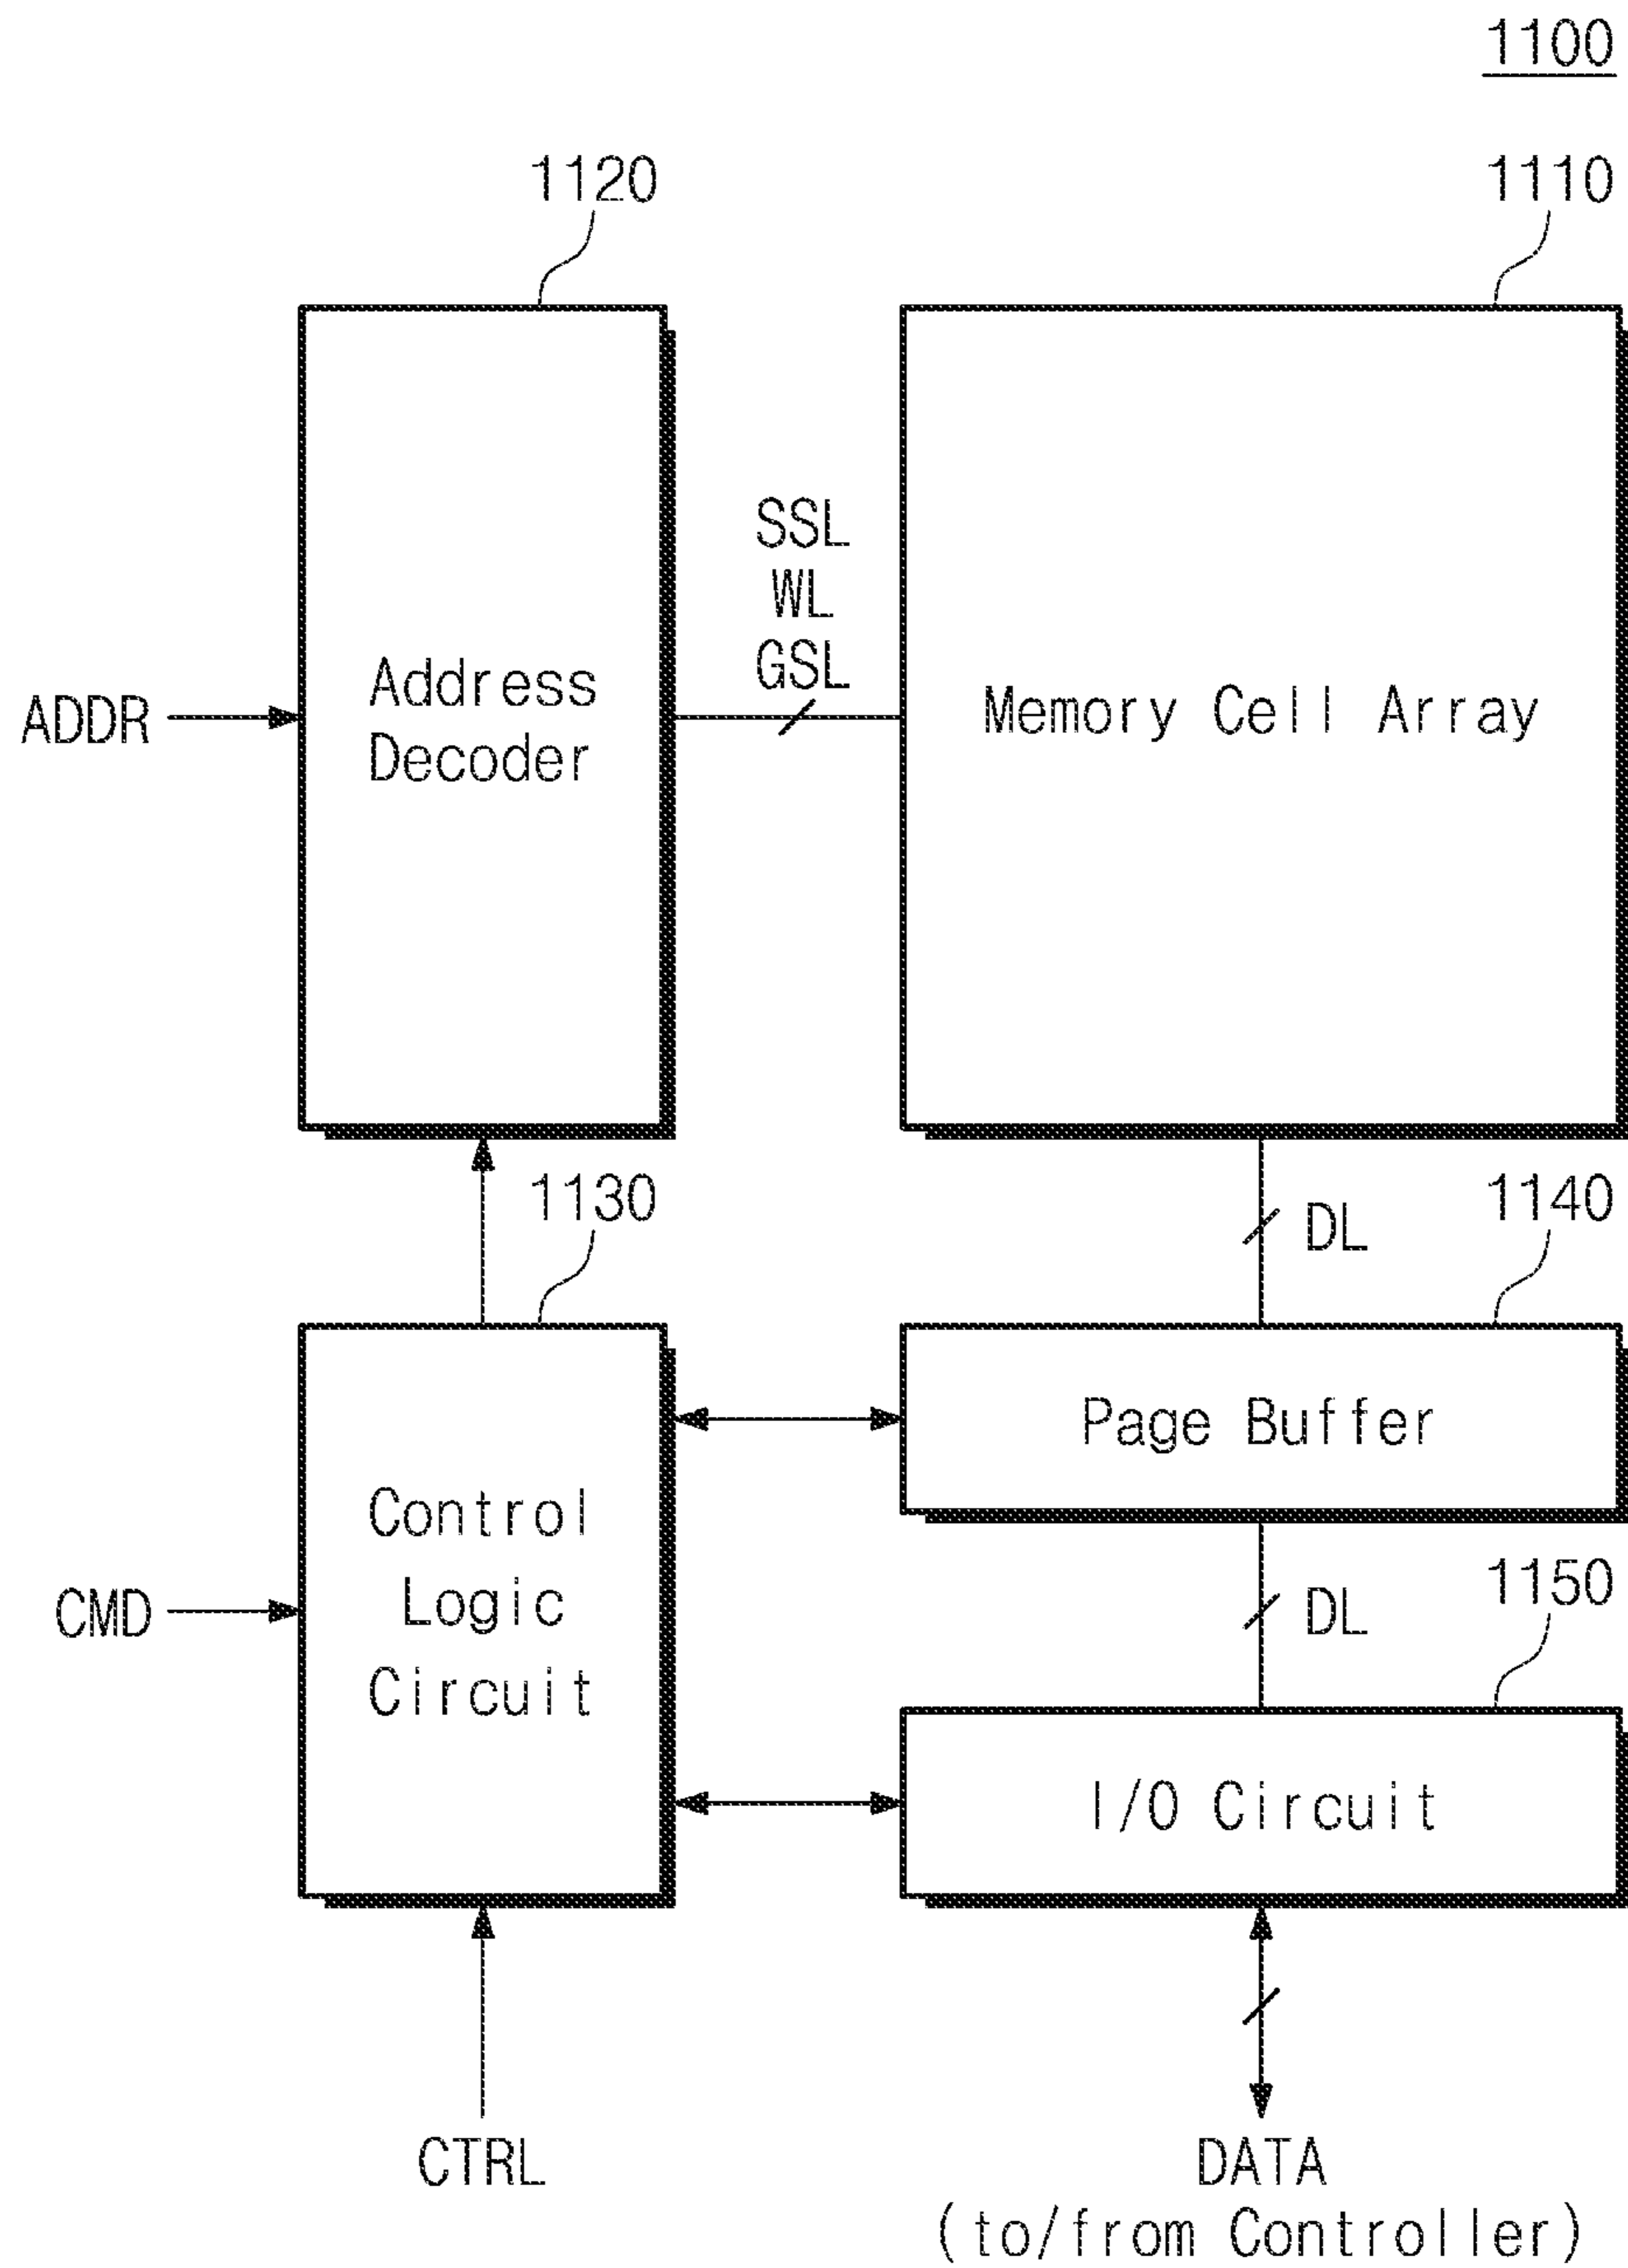 1100
1120
1110
SSL
WL
GSL
ADDR
Address
Decoder
Memory Cell Array
1130
DL
1140
Page Buffer
Control
Logic
Circuit
CMD
DL
1150
I/O Circuit
CTRL
DATA
(to/from Controller)